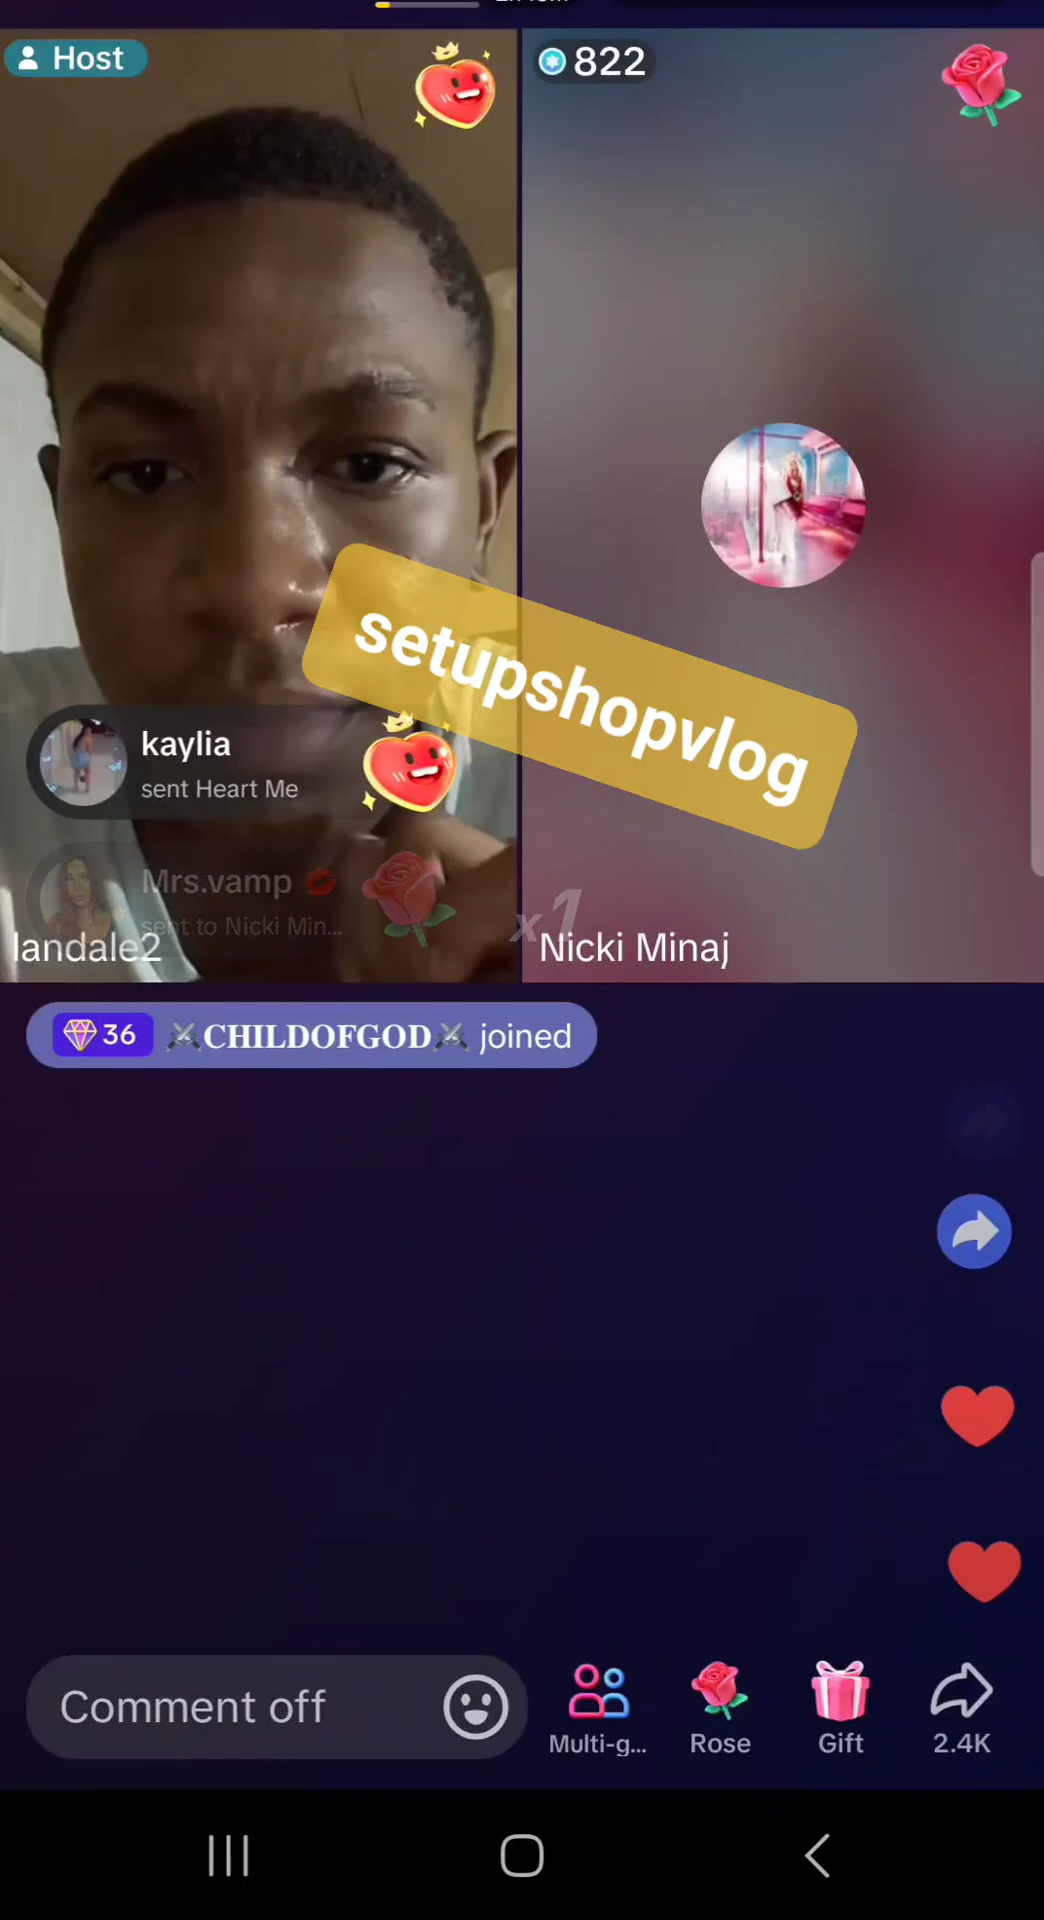 Host
822
kaylia
sent Heart Me
Mrs.vamp
sent to Nicki Min...
landale2
x1
Nicki Minaj
setupshopvlog
36 ⚔CHILDOFGOD⚔ joined
Comment off
Multi-g...
Rose
Gift
2.4K